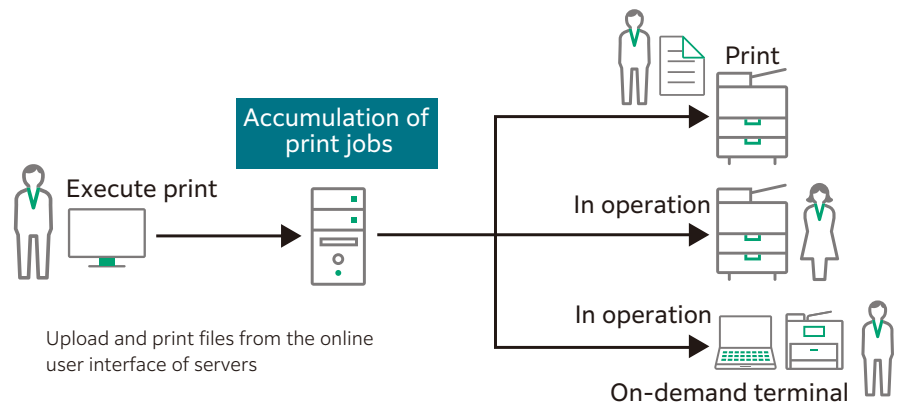 Print
Accumulation of
print jobs
Execute print
In operation
In operation
Upload and print files from the online
user interface of servers
On-demand terminal